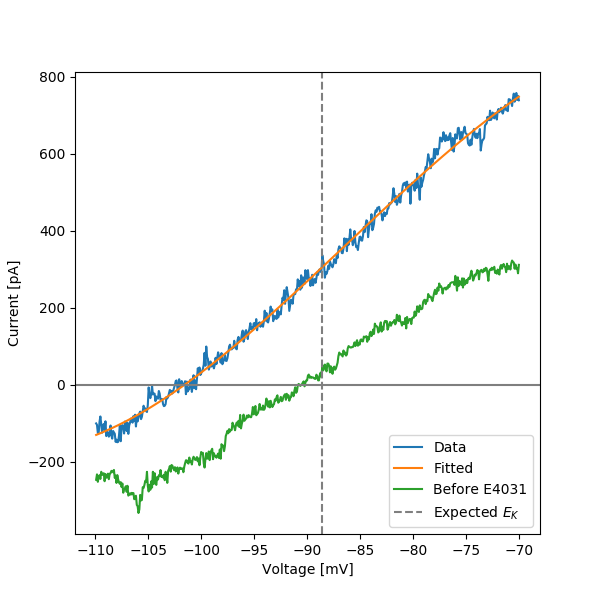 800
600
400
200
0
−200
Current [pA]
−110
−105
−100
−95
−90
−85
−80
−75
−70
Voltage [mV]
Data
Fitted
Before E4031
Expected E_K